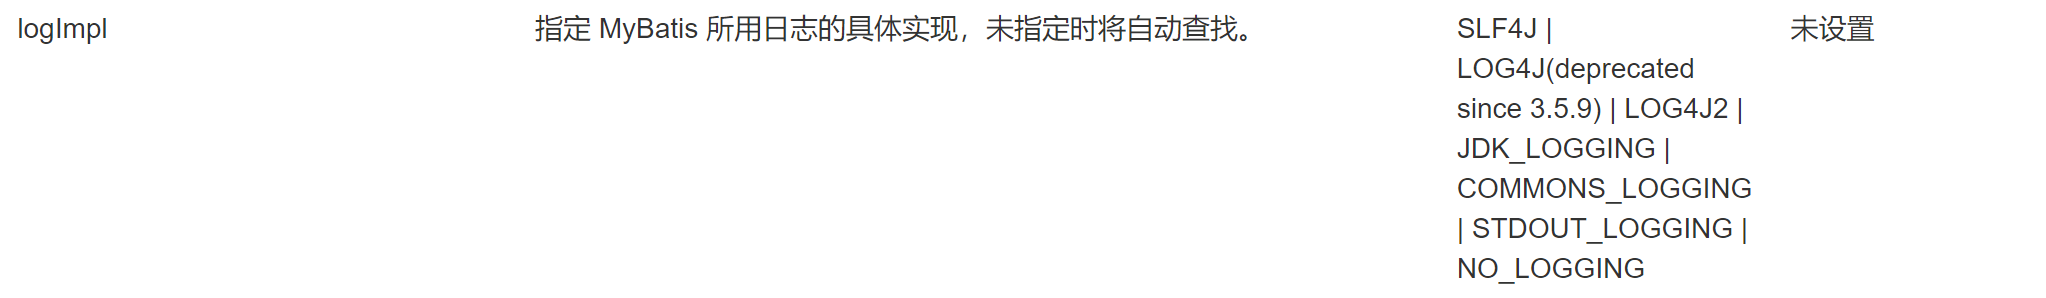 logImpl
指定 MyBatis 所用日志的具体实现，未指定时将自动查找。
SLF4J |
LOG4J(deprecated
since 3.5.9) | LOG4J2 |
JDK_LOGGING |
COMMONS_LOGGING
| STDOUT_LOGGING |
NO_LOGGING
未设置